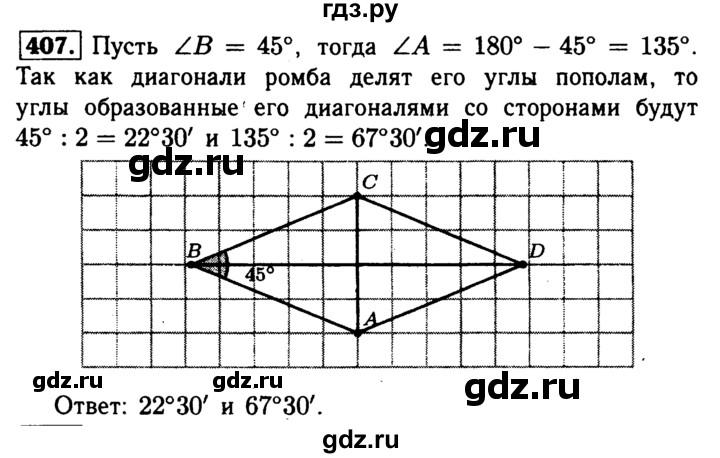 гдз.ру
407. Пусть ∠B = 45°, тогда ∠A = 180° − 45° = 135°.
Так как диагонали ромба делят его углы пополам, то
углы образованные его диагоналями со сторонами будут
45° : 2 = 22°30′ и 135° : 2 = 67°30′
gdz.ru
C
B
D
45°
A
gdz.ru
gdz.ru
gdz.ru
Ответ: 22°30′ и 67°30′.
gdz.ru